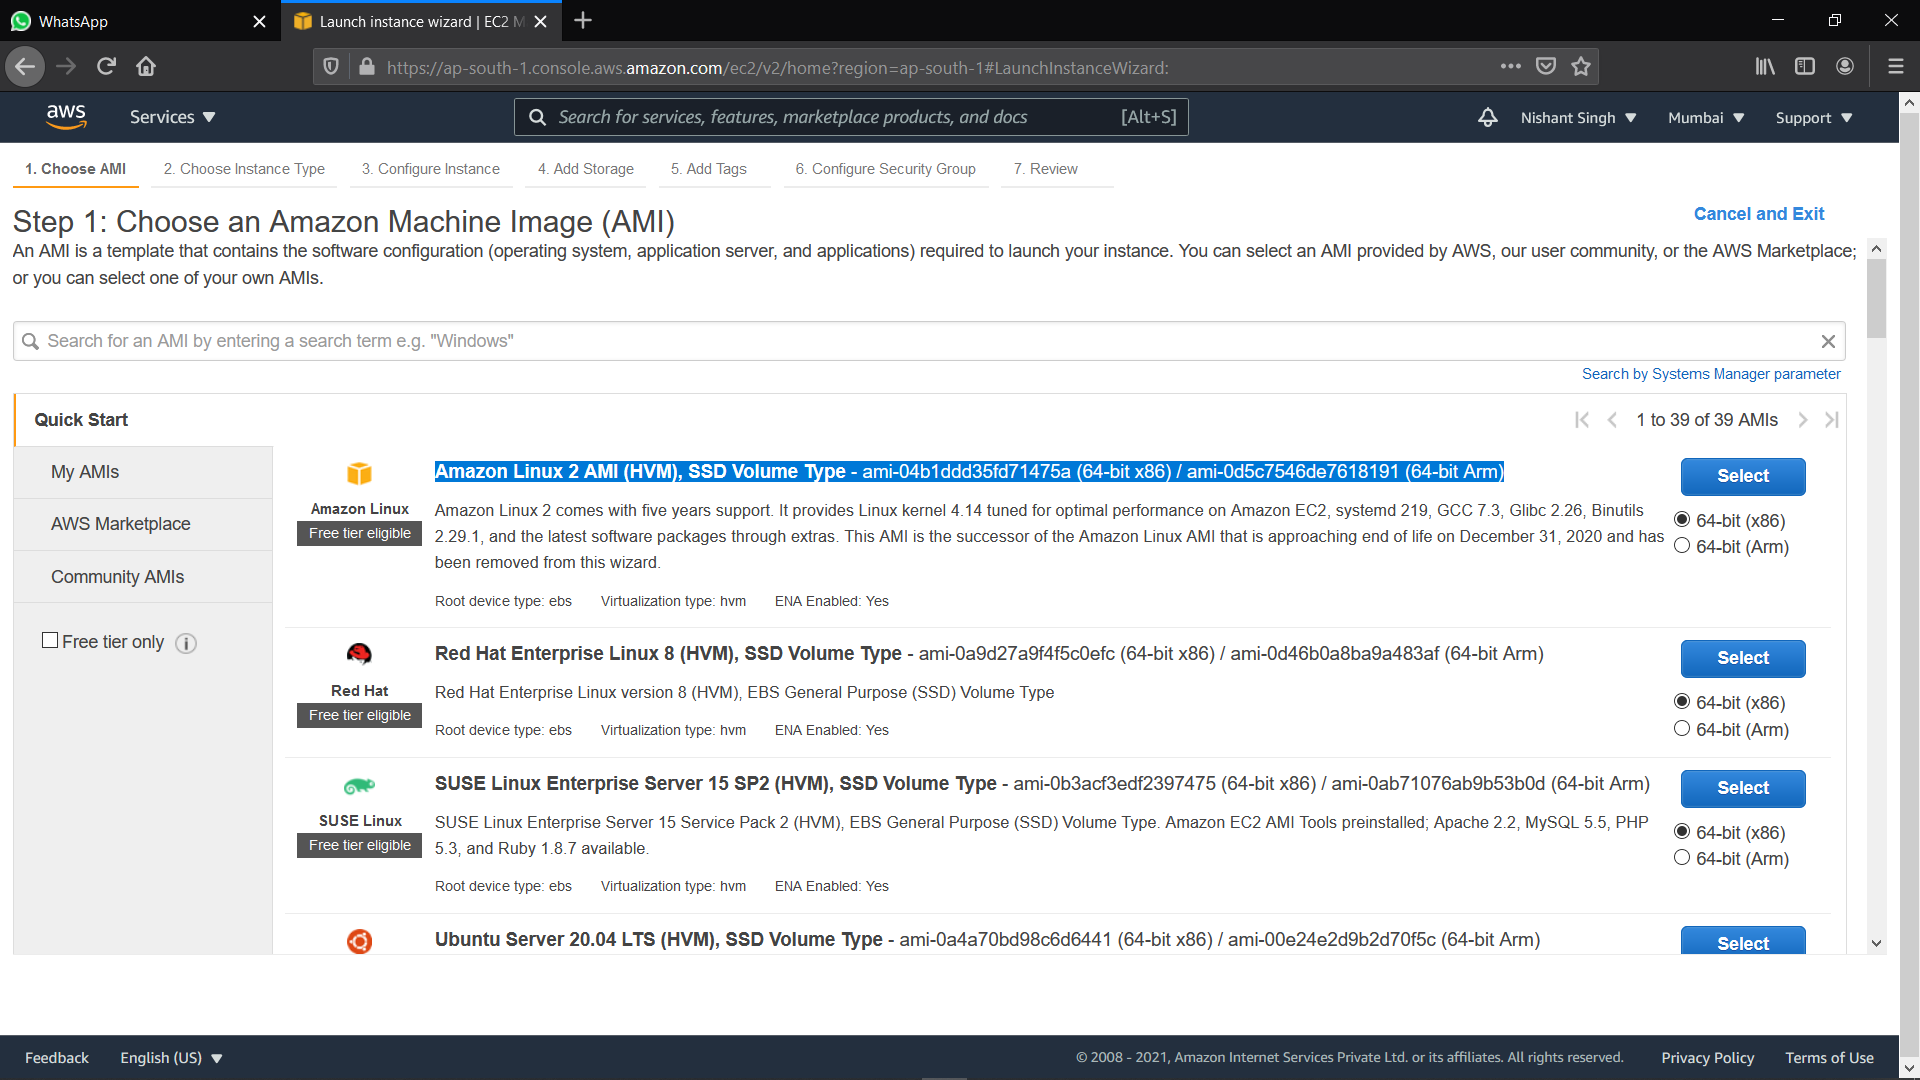 WhatsApp
Launch instance wizard | EC2 M
https://ap-south-1.console.aws.amazon.com/ec2/v2/home?region=ap-south-1#LaunchInstanceWizard:
aws
Services
Search for services, features, marketplace products, and docs
[Alt+S]
Nishant Singh
Mumbai
Support
1. Choose AMI
2. Choose Instance Type
3. Configure Instance
4. Add Storage
5. Add Tags
6. Configure Security Group
7. Review
Step 1: Choose an Amazon Machine Image (AMI)
Cancel and Exit
An AMI is a template that contains the software configuration (operating system, application server, and applications) required to launch your instance. You can select an AMI provided by AWS, our user community, or the AWS Marketplace;
or you can select one of your own AMIs.
Search for an AMI by entering a search term e.g. "Windows"
Search by Systems Manager parameter
Quick Start
1 to 39 of 39 AMIs
My AMIs
AWS Marketplace
Community AMIs
Free tier only
Amazon Linux
Free tier eligible
Amazon Linux 2 AMI (HVM), SSD Volume Type - ami-04b1ddd35fd71475a (64-bit x86) / ami-0d5c7546de7618191 (64-bit Arm)
Amazon Linux 2 comes with five years support. It provides Linux kernel 4.14 tuned for optimal performance on Amazon EC2, systemd 219, GCC 7.3, Glibc 2.26, Binutils
2.29.1, and the latest software packages through extras. This AMI is the successor of the Amazon Linux AMI that is approaching end of life on December 31, 2020 and has
been removed from this wizard.
Root device type: ebs
Virtualization type: hvm
ENA Enabled: Yes
Select
64-bit (x86)
64-bit (Arm)
Red Hat
Free tier eligible
Red Hat Enterprise Linux 8 (HVM), SSD Volume Type - ami-0a9d27a9f4f5c0efc (64-bit x86) / ami-0d46b0a8ba9a483af (64-bit Arm)
Red Hat Enterprise Linux version 8 (HVM), EBS General Purpose (SSD) Volume Type
Root device type: ebs
Virtualization type: hvm
ENA Enabled: Yes
Select
64-bit (x86)
64-bit (Arm)
SUSE Linux
Free tier eligible
SUSE Linux Enterprise Server 15 SP2 (HVM), SSD Volume Type - ami-0b3acf3edf2397475 (64-bit x86) / ami-0ab71076ab9b53b0d (64-bit Arm)
SUSE Linux Enterprise Server 15 Service Pack 2 (HVM), EBS General Purpose (SSD) Volume Type. Amazon EC2 AMI Tools preinstalled; Apache 2.2, MySQL 5.5, PHP
5.3, and Ruby 1.8.7 available.
Root device type: ebs
Virtualization type: hvm
ENA Enabled: Yes
Select
64-bit (x86)
64-bit (Arm)
Ubuntu Server 20.04 LTS (HVM), SSD Volume Type - ami-0a4a70bd98c6d6441 (64-bit x86) / ami-00e24e2d9b2d70f5c (64-bit Arm)
Select
Feedback
English (US)
© 2008 - 2021, Amazon Internet Services Private Ltd. or its affiliates. All rights reserved.
Privacy Policy
Terms of Use